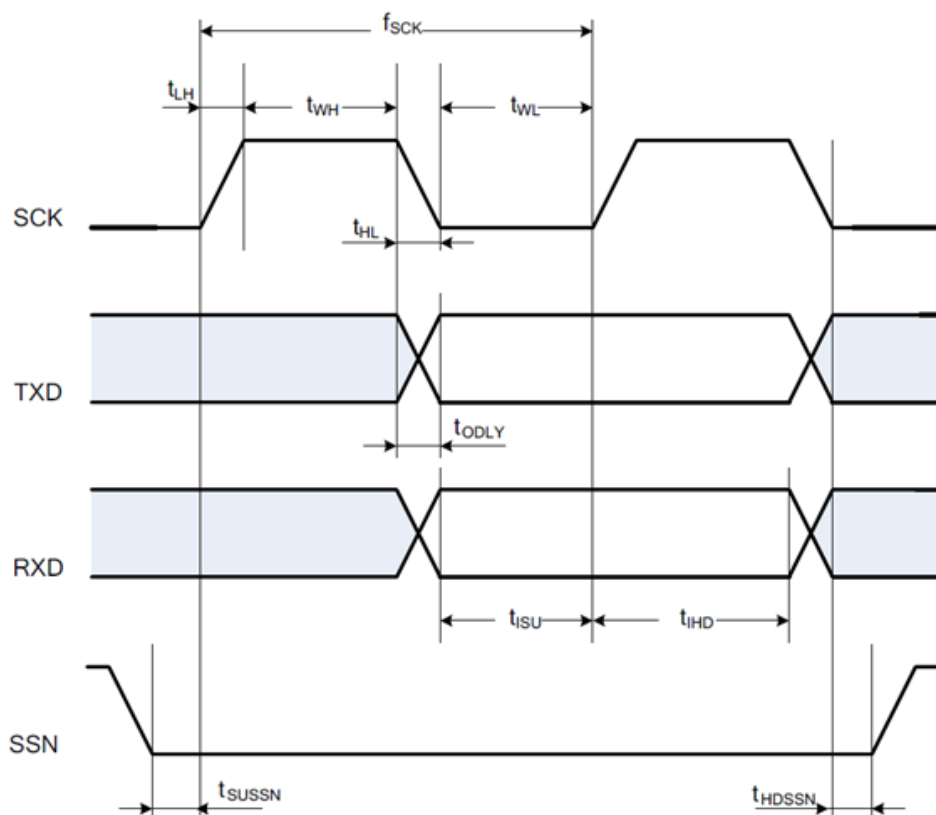 fSCK
tLH
tWH
tWL
SCK
tHL
TXD
tODLY
RXD
tISU
tIHD
SSN
tSUSSN
tHDSSN